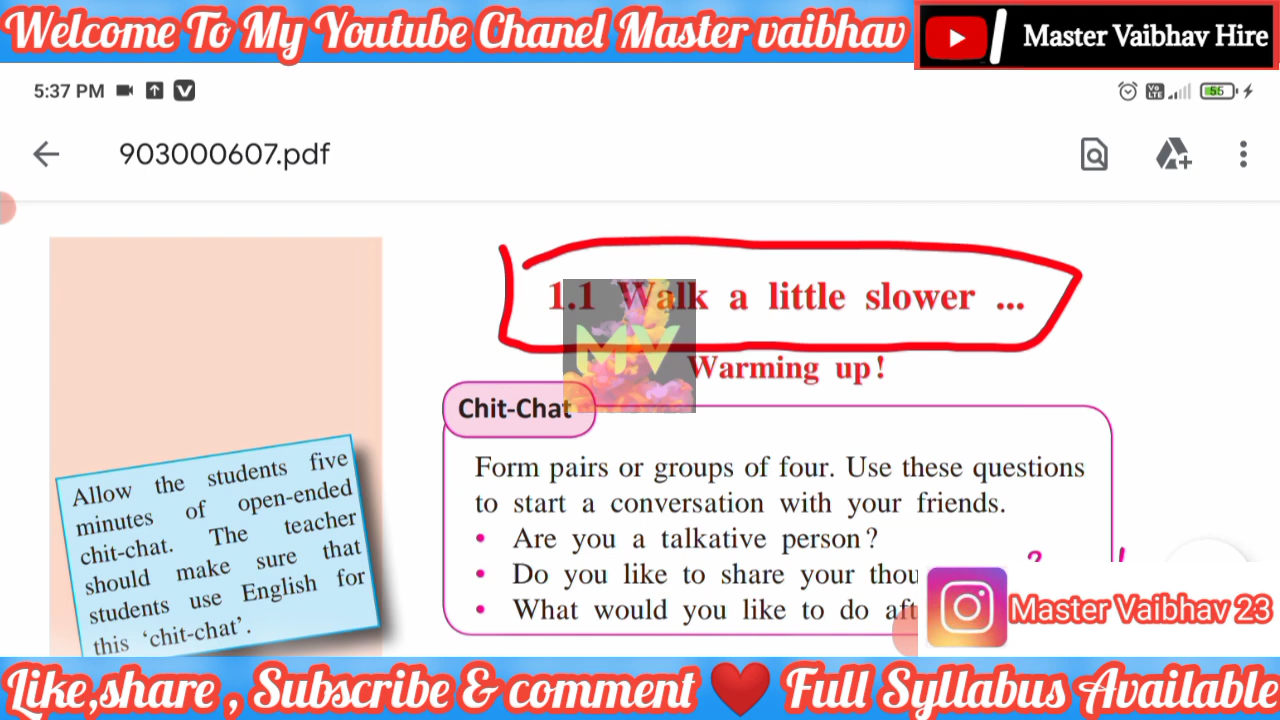 Welcome To My Youtube Chanel Master vaibhav
Master Vaibhav Hire
5:37 PM
Vo LTE
55
903000607.pdf
1.1 Walk a little slower ...
MV
Warming up!
Chit-Chat
Form pairs or groups of four. Use these questions
to start a conversation with your friends.
• Are you a talkative person?
• Do you like to share your
• What would you like to do
Allow the students five
minutes of open-ended
chit-chat. The teacher
should make sure that
students use English for
this ‘chit-chat’.
Master Vaibhav 23
Like,share , Subscribe & comment ❤ Full Syllabus Available